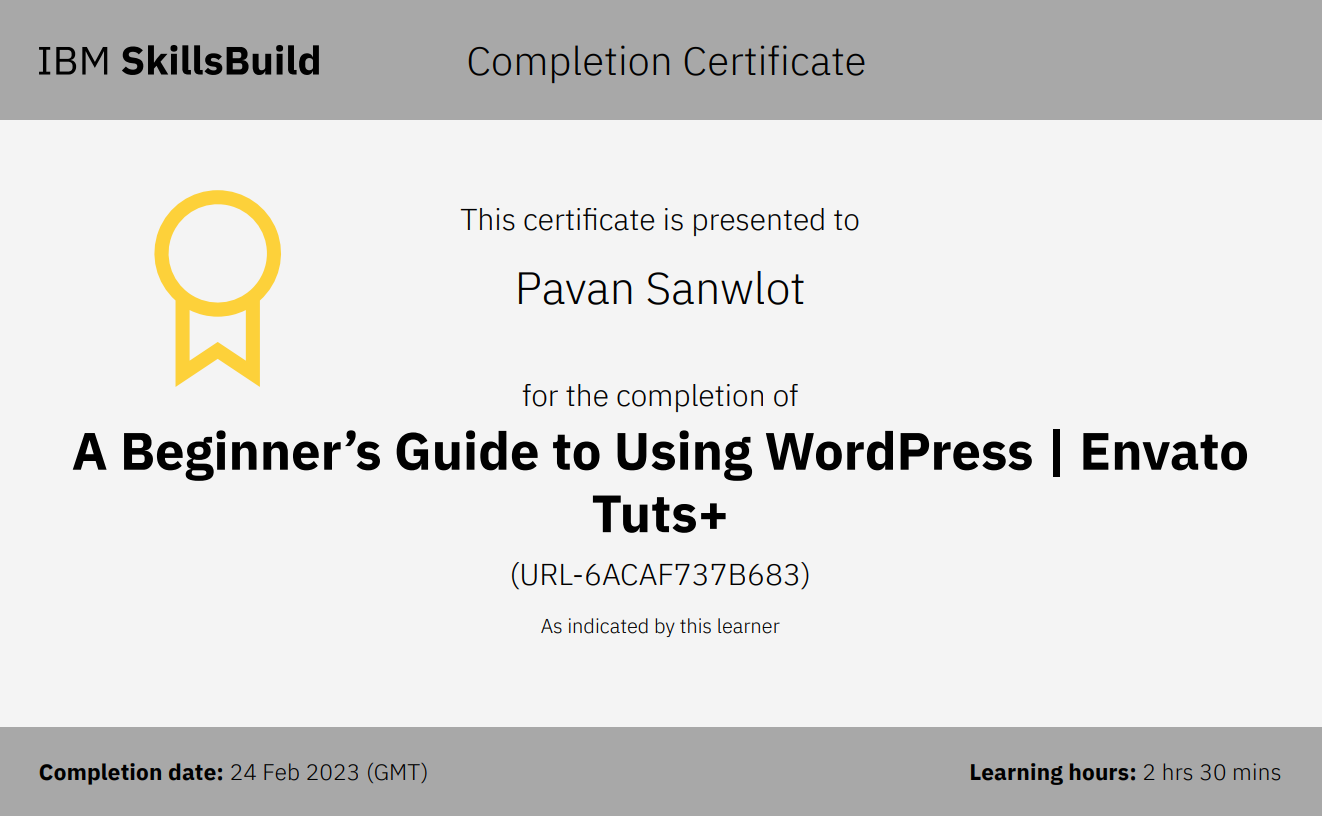 IBM SkillsBuild
Completion Certificate
This certificate is presented to
Pavan Sanwlot
for the completion of
A Beginner’s Guide to Using WordPress | Envato
Tuts+
(URL-6ACAF737B683)
As indicated by this learner
Completion date: 24 Feb 2023 (GMT)
Learning hours: 2 hrs 30 mins